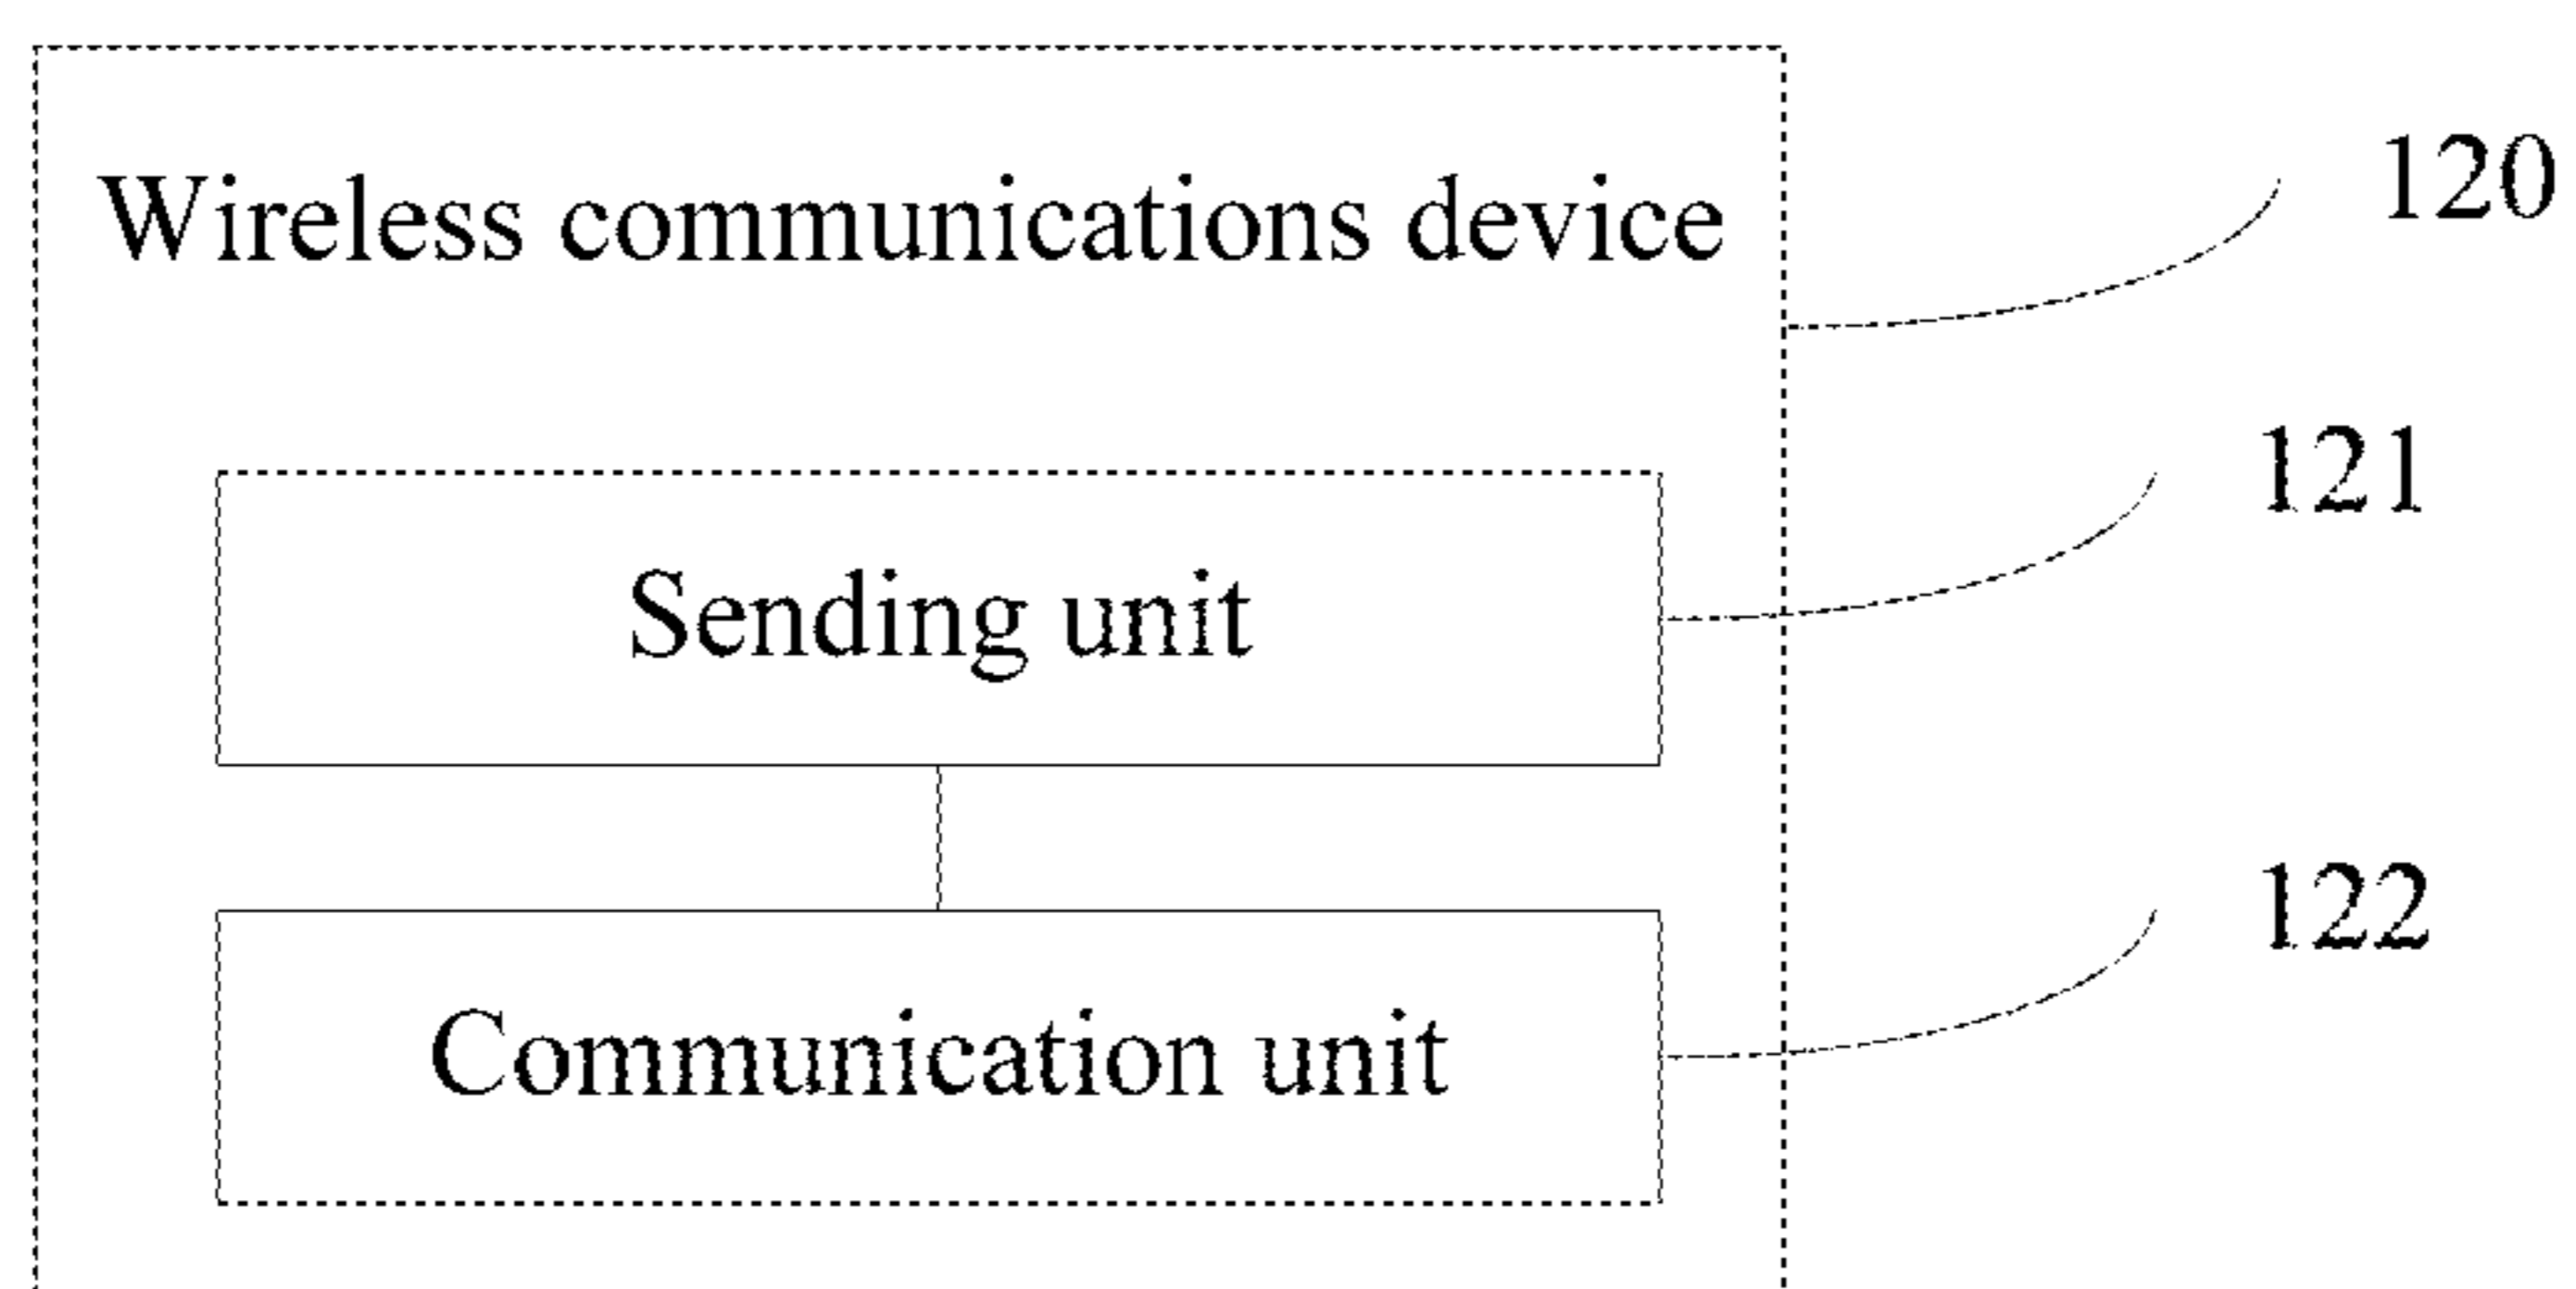 Wireless communications device
120
121
Sending unit
122
Communication unit